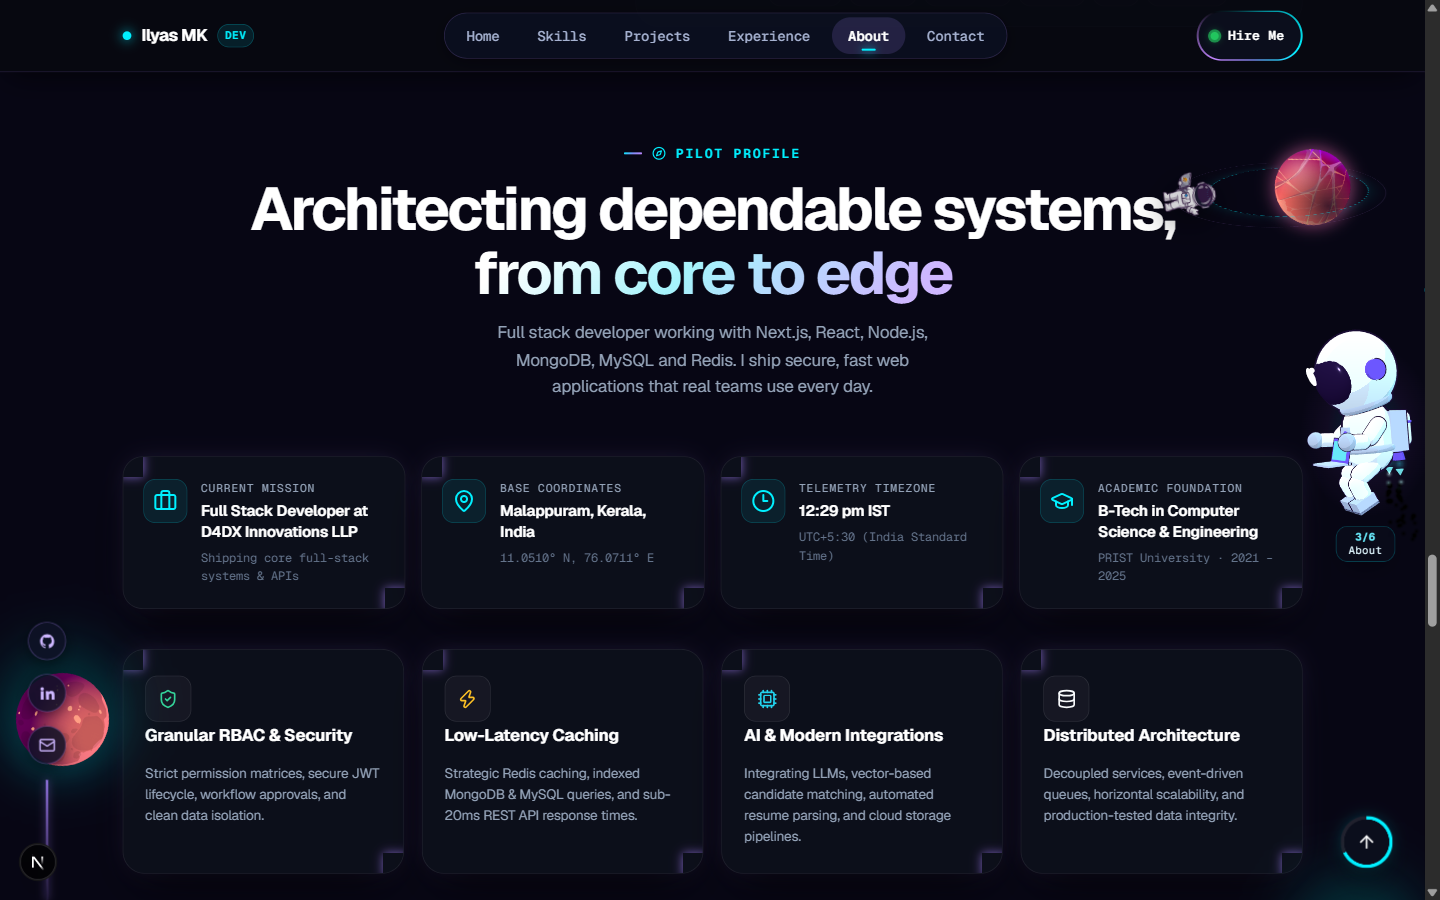 Ilyas MK
DEV
Home
Skills
Projects
Experience
About
Contact
Hire Me
PILOT PROFILE
Architecting dependable systems,
from core to edge
Full stack developer working with Next.js, React, Node.js,
MongoDB, MySQL and Redis. I ship secure, fast web
applications that real teams use every day.
CURRENT MISSION
Full Stack Developer at
D4DX Innovations LLP
Shipping core full-stack
systems & APIs
BASE COORDINATES
Malappuram, Kerala,
India
11.0510° N, 76.0711° E
TELEMETRY TIMEZONE
12:29 pm IST
UTC+5:30 (India Standard
Time)
ACADEMIC FOUNDATION
B-Tech in Computer
Science & Engineering
PRIST University · 2021 –
2025
3/6
About
Granular RBAC & Security
Strict permission matrices, secure JWT
lifecycle, workflow approvals, and
clean data isolation.
Low-Latency Caching
Strategic Redis caching, indexed
MongoDB & MySQL queries, and sub-
20ms REST API response times.
AI & Modern Integrations
Integrating LLMs, vector-based
candidate matching, automated
resume parsing, and cloud storage
pipelines.
Distributed Architecture
Decoupled services, event-driven
queues, horizontal scalability, and
production-tested data integrity.
in
N